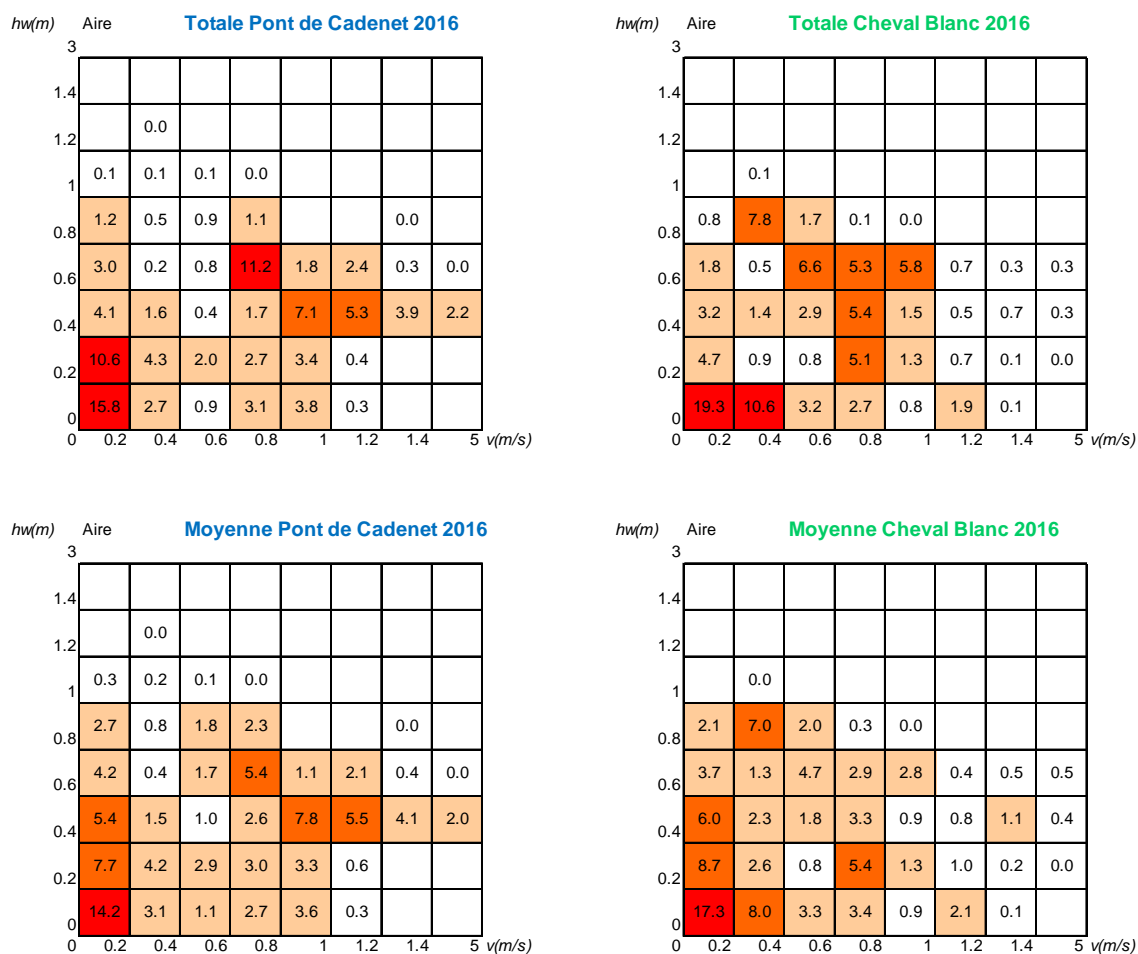 hw(m) Aire Totale Pont de Cadenet 2016
3
1.4
0.0
1.2
0.1 0.1 0.1 0.0
1
1.2 0.5 0.9 1.1 0.0
0.8
3.0 0.2 0.8 11.2 1.8 2.4 0.3 0.0
0.6
4.1 1.6 0.4 1.7 7.1 5.3 3.9 2.2
0.4
10.6 4.3 2.0 2.7 3.4 0.4
0.2
15.8 2.7 0.9 3.1 3.8 0.3
0
0 0.2 0.4 0.6 0.8 1 1.2 1.4 5 v(m/s)
hw(m) Aire Totale Cheval Blanc 2016
3
1.4
1.2
0.1
1
0.8 7.8 1.7 0.1 0.0
0.8
1.8 0.5 6.6 5.3 5.8 0.7 0.3 0.3
0.6
3.2 1.4 2.9 5.4 1.5 0.5 0.7 0.3
0.4
4.7 0.9 0.8 5.1 1.3 0.7 0.1 0.0
0.2
19.3 10.6 3.2 2.7 0.8 1.9 0.1
0
0 0.2 0.4 0.6 0.8 1 1.2 1.4 5 v(m/s)
hw(m) Aire Moyenne Pont de Cadenet 2016
3
1.4
0.0
1.2
0.3 0.2 0.1 0.0
1
2.7 0.8 1.8 2.3 0.0
0.8
4.2 0.4 1.7 5.4 1.1 2.1 0.4 0.0
0.6
5.4 1.5 1.0 2.6 7.8 5.5 4.1 2.0
0.4
7.7 4.2 2.9 3.0 3.3 0.6
0.2
14.2 3.1 1.1 2.7 3.6 0.3
0
0 0.2 0.4 0.6 0.8 1 1.2 1.4 5 v(m/s)
hw(m) Aire Moyenne Cheval Blanc 2016
3
1.4
1.2
0.0
1
2.1 7.0 2.0 0.3 0.0
0.8
3.7 1.3 4.7 2.9 2.8 0.4 0.5 0.5
0.6
6.0 2.3 1.8 3.3 0.9 0.8 1.1 0.4
0.4
8.7 2.6 0.8 5.4 1.3 1.0 0.2 0.0
0.2
17.3 8.0 3.3 3.4 0.9 2.1 0.1
0
0 0.2 0.4 0.6 0.8 1 1.2 1.4 5 v(m/s)